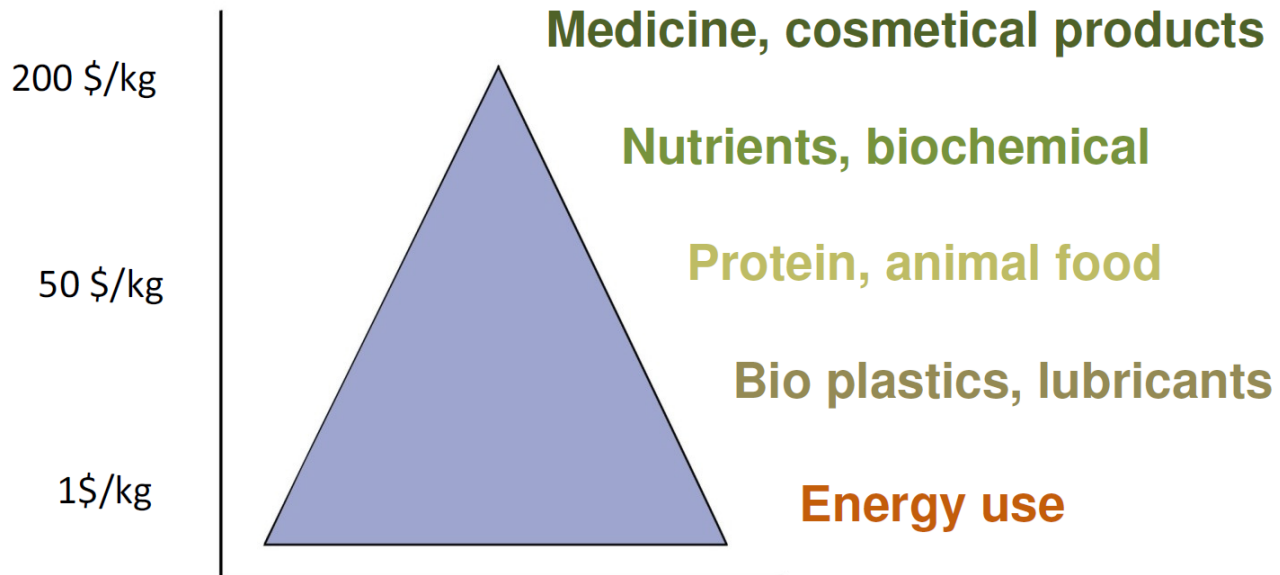 Medicine, cosmetical products
200 $/kg
Nutrients, biochemical
Protein, animal food
50 $/kg
Bio plastics, lubricants
1$/kg
Energy use